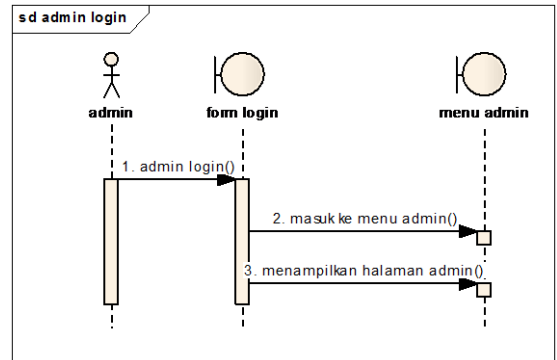 sd admin login
admin
form login
menu admin
1. admin login()
2. masuk ke menu admin()
3. menampilkan halaman admin()